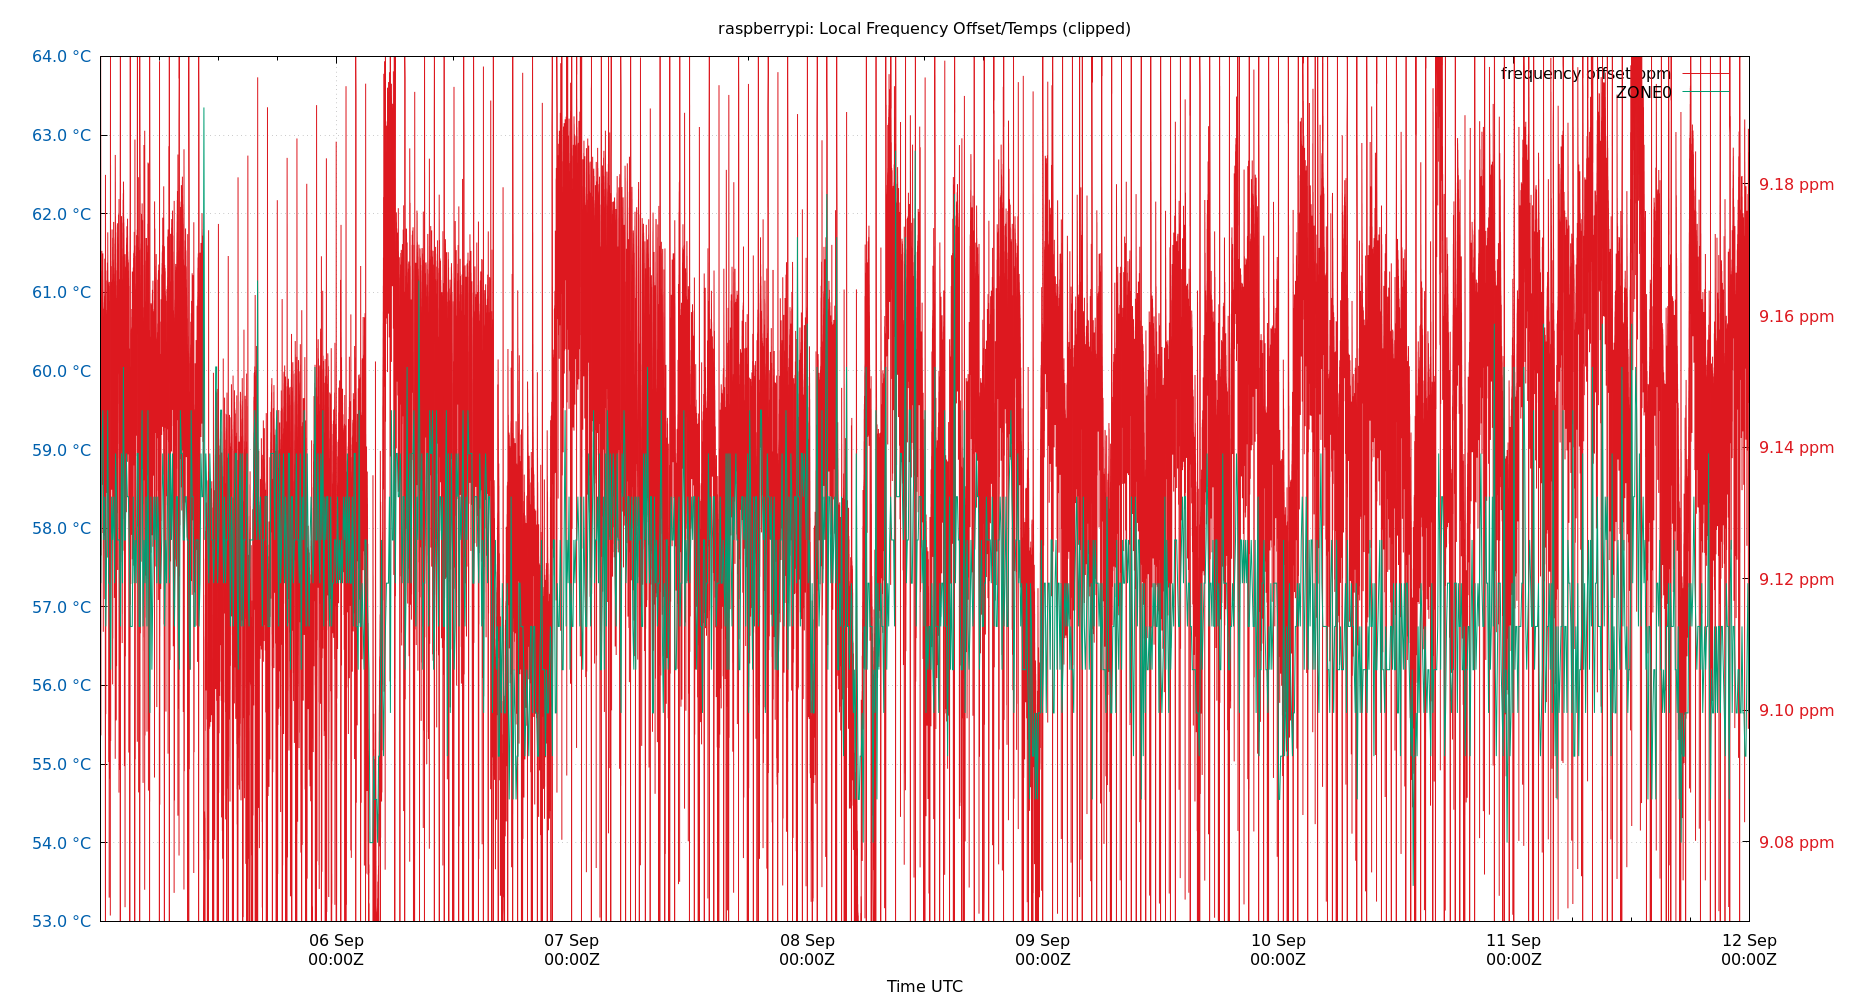 raspberrypi: Local Frequency Offset/Temps (clipped)
64.0 °C
63.0 °C
62.0 °C
61.0 °C
60.0 °C
59.0 °C
58.0 °C
57.0 °C
56.0 °C
55.0 °C
54.0 °C
53.0 °C
frequency offset ppm
ZONE0
9.18 ppm
9.16 ppm
9.14 ppm
9.12 ppm
9.10 ppm
9.08 ppm
06 Sep
00:00Z
07 Sep
00:00Z
08 Sep
00:00Z
09 Sep
00:00Z
10 Sep
00:00Z
11 Sep
00:00Z
12 Sep
00:00Z
Time UTC